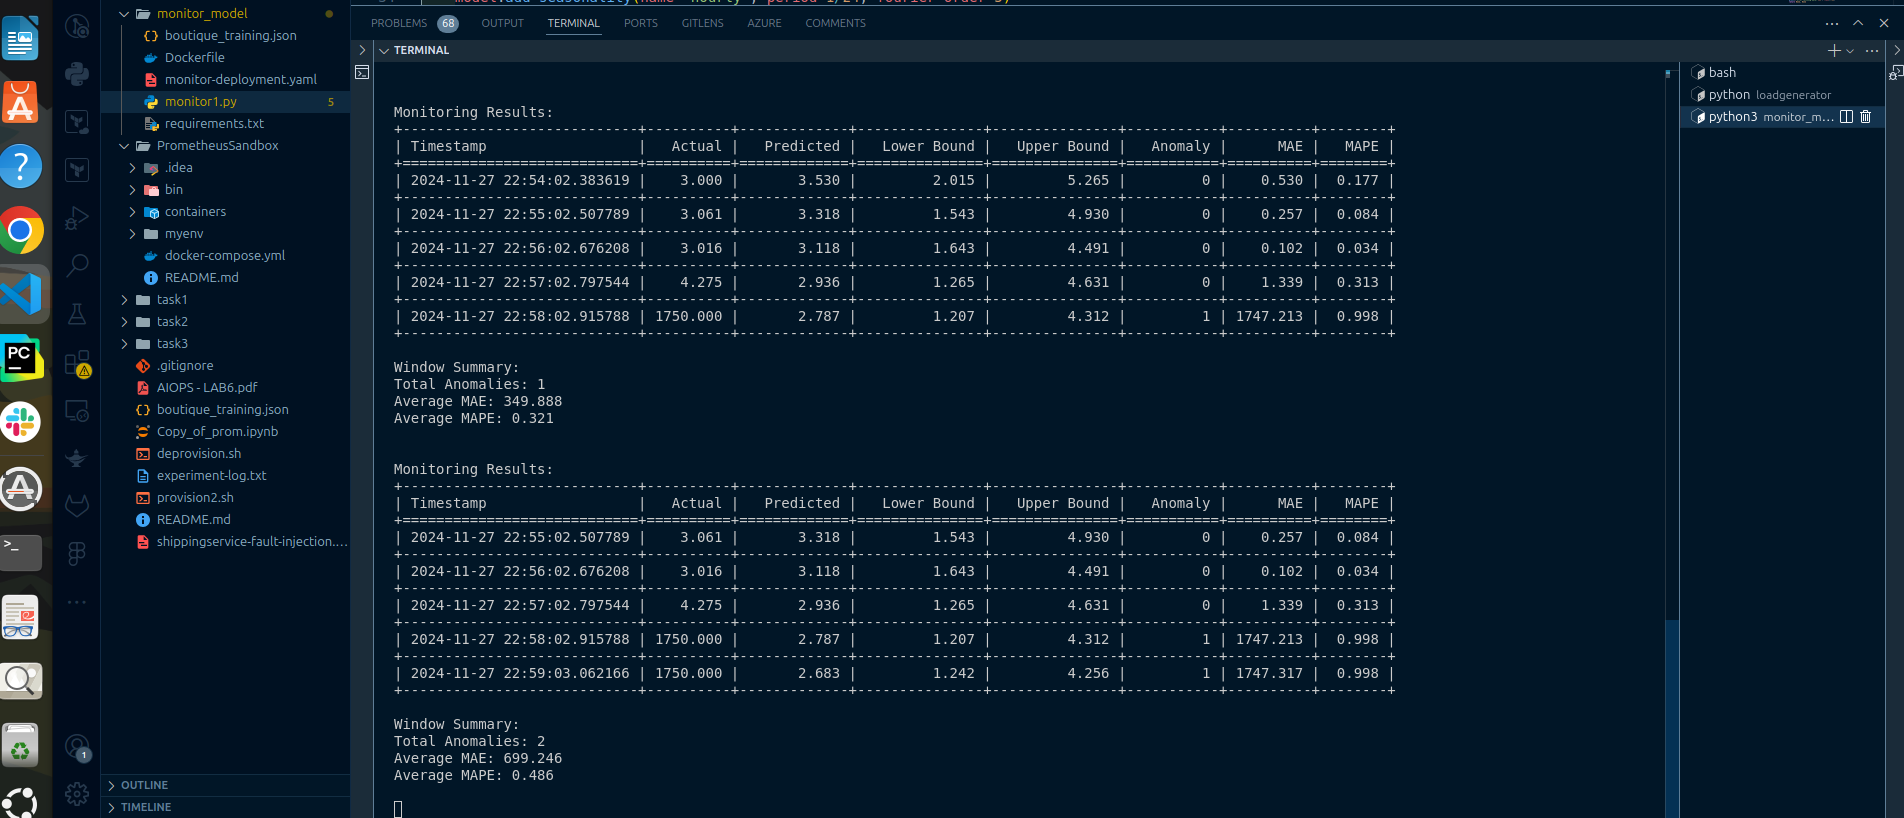 monitor_model
boutique_training.json
Dockerfile
monitor-deployment.yaml
monitor1.py 5
requirements.txt
PrometheusSandbox
.idea
bin
containers
myenv
docker-compose.yml
README.md
task1
task2
task3
.gitignore
AIOPS - LAB6.pdf
boutique_training.json
Copy_of_prom.ipynb
deprovision.sh
experiment-log.txt
provision2.sh
README.md
shippingservice-fault-injection....
OUTLINE
TIMELINE
PROBLEMS 68 OUTPUT TERMINAL PORTS GITLENS AZURE COMMENTS
TERMINAL
Monitoring Results:
| Timestamp | Actual | Predicted | Lower Bound | Upper Bound | Anomaly | MAE | MAPE |
| 2024-11-27 22:54:02.383619 | 3.000 | 3.530 | 2.015 | 5.265 | 0 | 0.530 | 0.177 |
| 2024-11-27 22:55:02.507789 | 3.061 | 3.318 | 1.543 | 4.930 | 0 | 0.257 | 0.084 |
| 2024-11-27 22:56:02.676208 | 3.016 | 3.118 | 1.643 | 4.491 | 0 | 0.102 | 0.034 |
| 2024-11-27 22:57:02.797544 | 4.275 | 2.936 | 1.265 | 4.631 | 0 | 1.339 | 0.313 |
| 2024-11-27 22:58:02.915788 | 1750.000 | 2.787 | 1.207 | 4.312 | 1 | 1747.213 | 0.998 |
Window Summary:
Total Anomalies: 1
Average MAE: 349.888
Average MAPE: 0.321
Monitoring Results:
| Timestamp | Actual | Predicted | Lower Bound | Upper Bound | Anomaly | MAE | MAPE |
| 2024-11-27 22:55:02.507789 | 3.061 | 3.318 | 1.543 | 4.930 | 0 | 0.257 | 0.084 |
| 2024-11-27 22:56:02.676208 | 3.016 | 3.118 | 1.643 | 4.491 | 0 | 0.102 | 0.034 |
| 2024-11-27 22:57:02.797544 | 4.275 | 2.936 | 1.265 | 4.631 | 0 | 1.339 | 0.313 |
| 2024-11-27 22:58:02.915788 | 1750.000 | 2.787 | 1.207 | 4.312 | 1 | 1747.213 | 0.998 |
| 2024-11-27 22:59:03.062166 | 1750.000 | 2.683 | 1.242 | 4.256 | 1 | 1747.317 | 0.998 |
Window Summary:
Total Anomalies: 2
Average MAE: 699.246
Average MAPE: 0.486
bash
python loadgenerator
python3 monitor_m...
PC
1